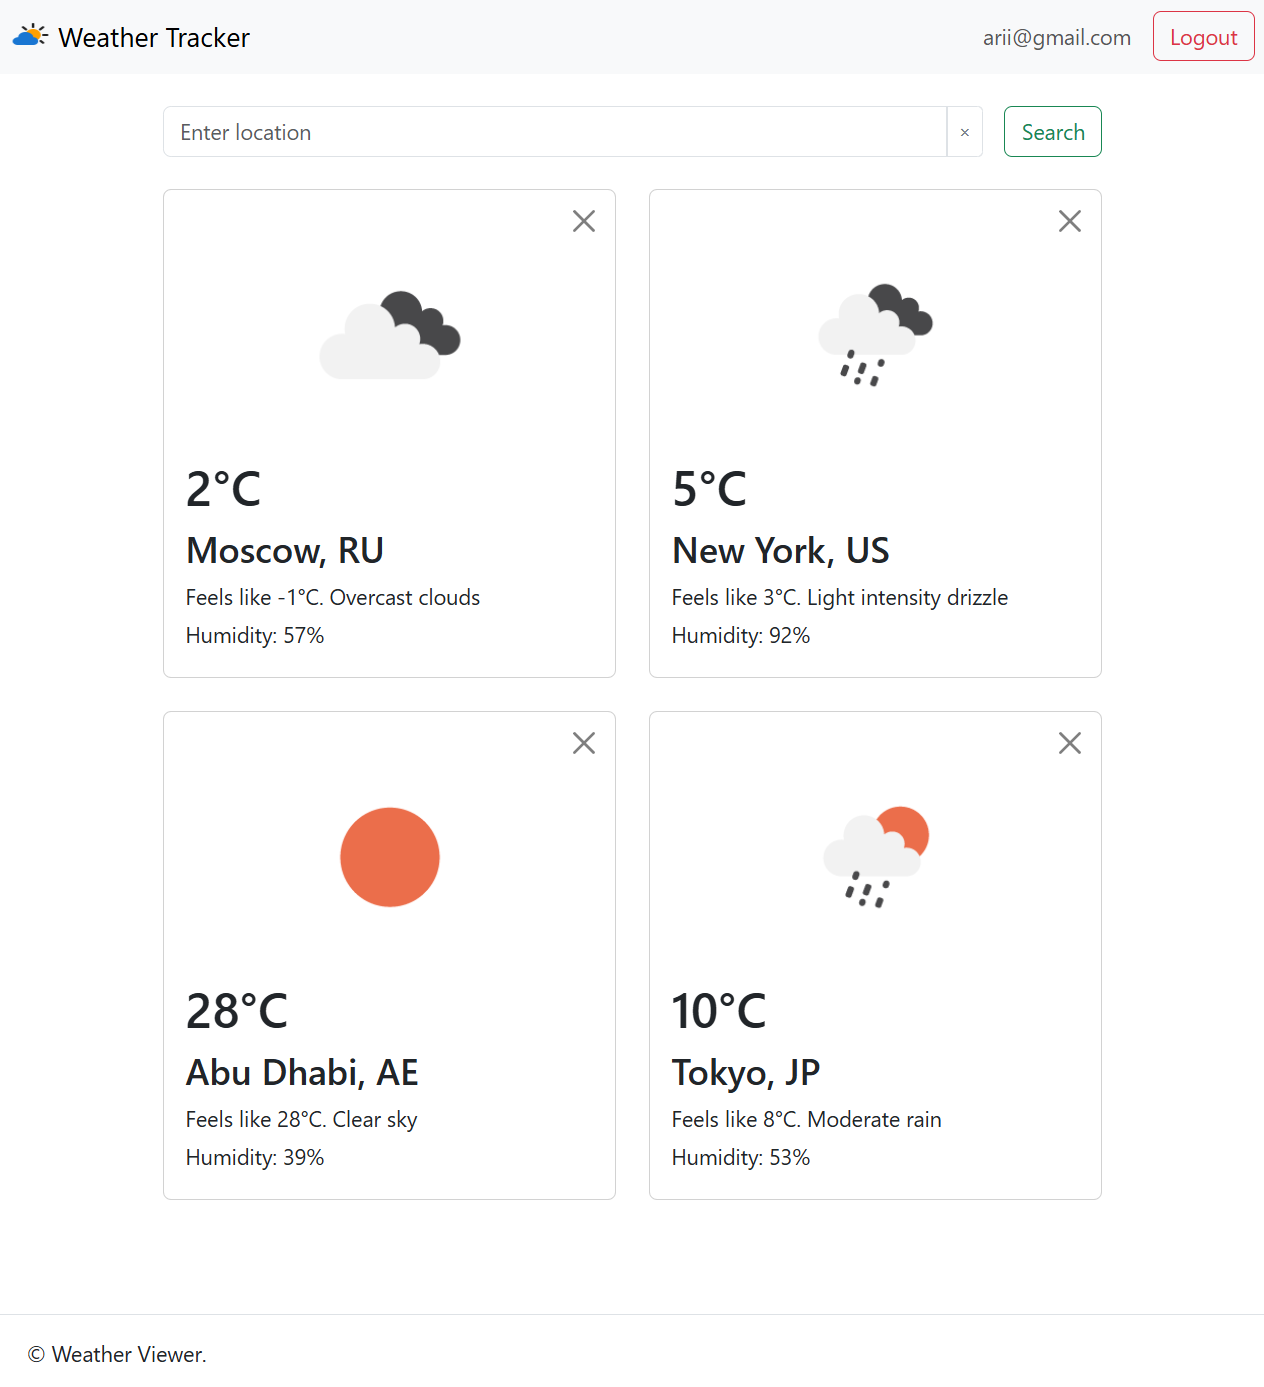 Weather Tracker
arii@gmail.com
Logout
Enter location
×
Search
2°C
Moscow, RU
Feels like -1°C. Overcast clouds
Humidity: 57%
5°C
New York, US
Feels like 3°C. Light intensity drizzle
Humidity: 92%
28°C
Abu Dhabi, AE
Feels like 28°C. Clear sky
Humidity: 39%
10°C
Tokyo, JP
Feels like 8°C. Moderate rain
Humidity: 53%
© Weather Viewer.